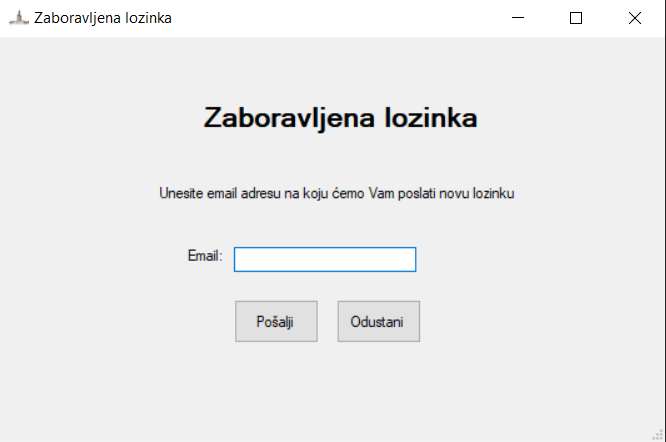 Zaboravljena lozinka
Zaboravljena lozinka
Unesite email adresu na koju ćemo Vam poslati novu lozinku
Email:
Pošalji Odustani